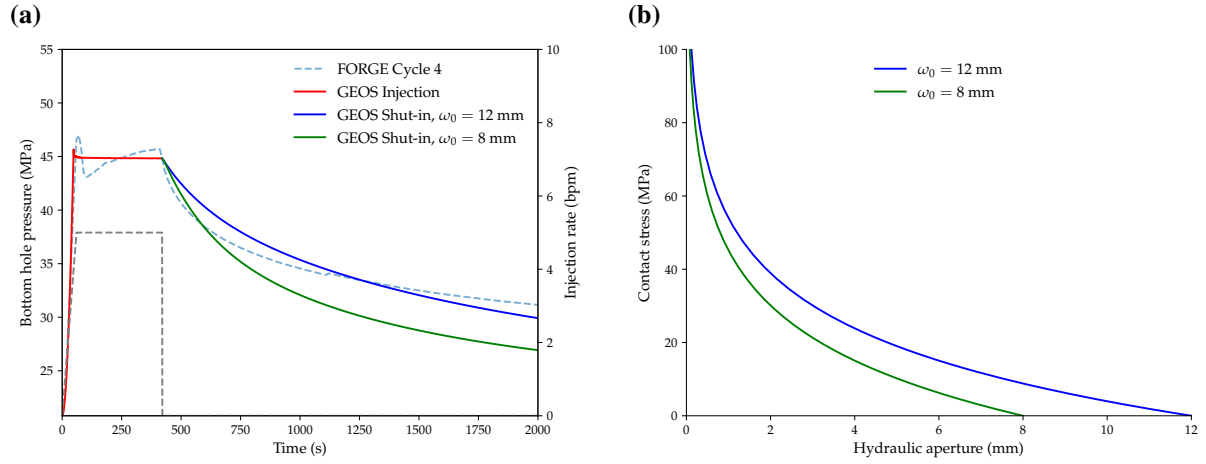 (a)
55
50
45
40
35
30
25
Bottom hole pressure (MPa)
0
250
500
750
1000
1250
1500
1750
2000
Time (s)
10
8
6
4
2
0
Injection rate (bpm)
FORGE Cycle 4
GEOS Injection
GEOS Shut-in, ω₀ = 12 mm
GEOS Shut-in, ω₀ = 8 mm
(b)
100
80
60
40
20
0
Contact stress (MPa)
0
2
4
6
8
10
12
Hydraulic aperture (mm)
ω₀ = 12 mm
ω₀ = 8 mm